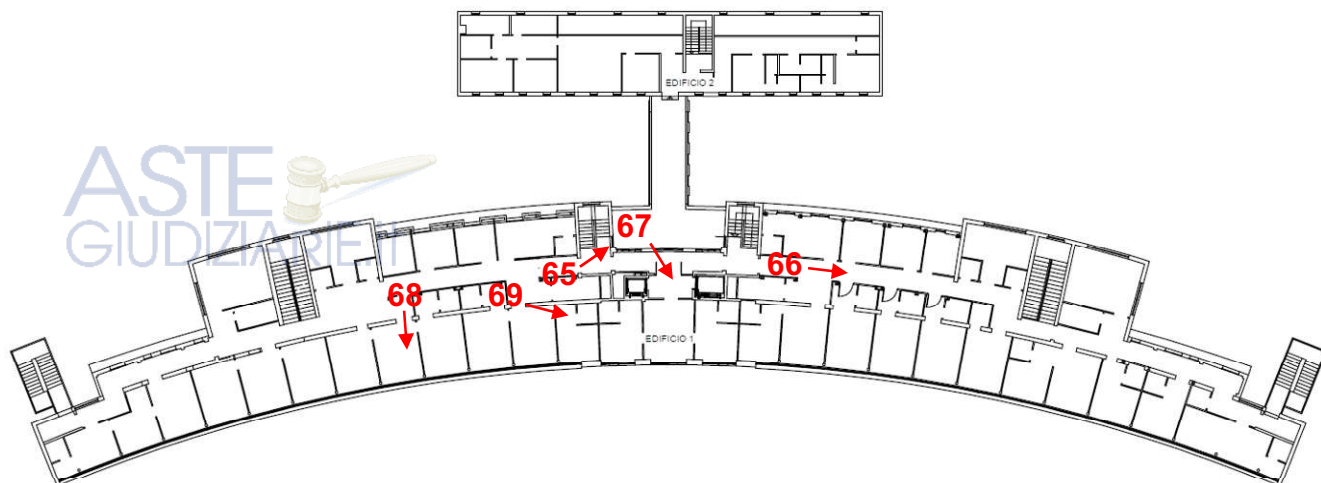 EDIFICIO 2
ASTE
GIUDIZIARIE.it
67
65
66
68
69
EDIFICIO 1